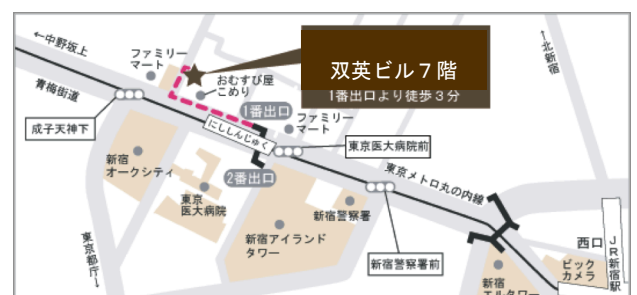 ←中野坂上
ファミリー
マート
双英ビル７階
1番出口より徒歩３分
↑北新宿
おむすび屋
こめり
青梅街道
1番出口
ファミリー
マート
成子天神下
にししんじゅく
東京医大病院前
新宿
オークシティ
2番出口
東京メトロ丸の内線
東京
医大病院
新宿警察署
新宿アイランド
タワー
東京都庁→
新宿警察署前
西口
JR新宿駅
ビック
カメラ
新宿
エルタワー